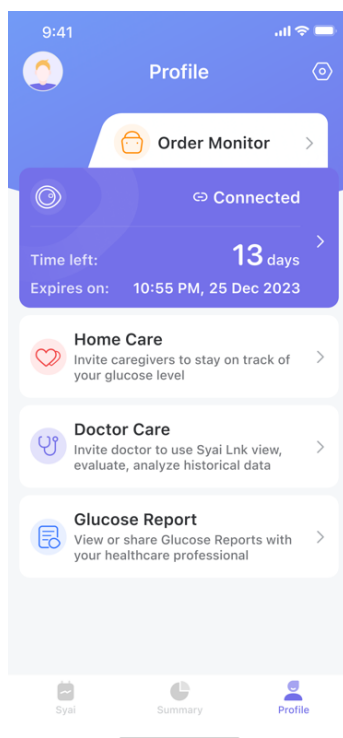 9:41
Profile
Order Monitor
Connected
Time left: 13 days
Expires on: 10:55 PM, 25 Dec 2023
Home Care
Invite caregivers to stay on track of
your glucose level
Doctor Care
Invite doctor to use Syai Lnk view,
evaluate, analyze historical data
Glucose Report
View or share Glucose Reports with
your healthcare professional
Syai Summary Profile